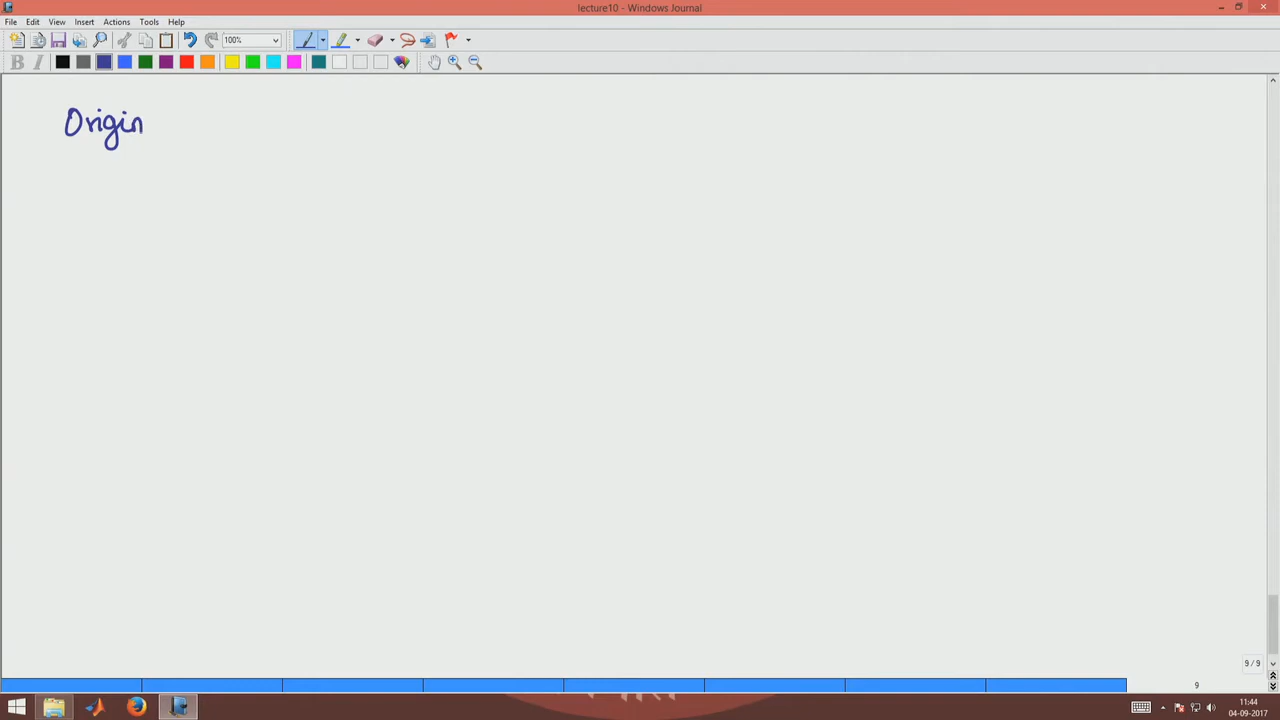 lecture10 - Windows Journal
File Edit View Insert Actions Tools Help
100%
B I
Origin
9 / 9
9
11:44
04-09-2017